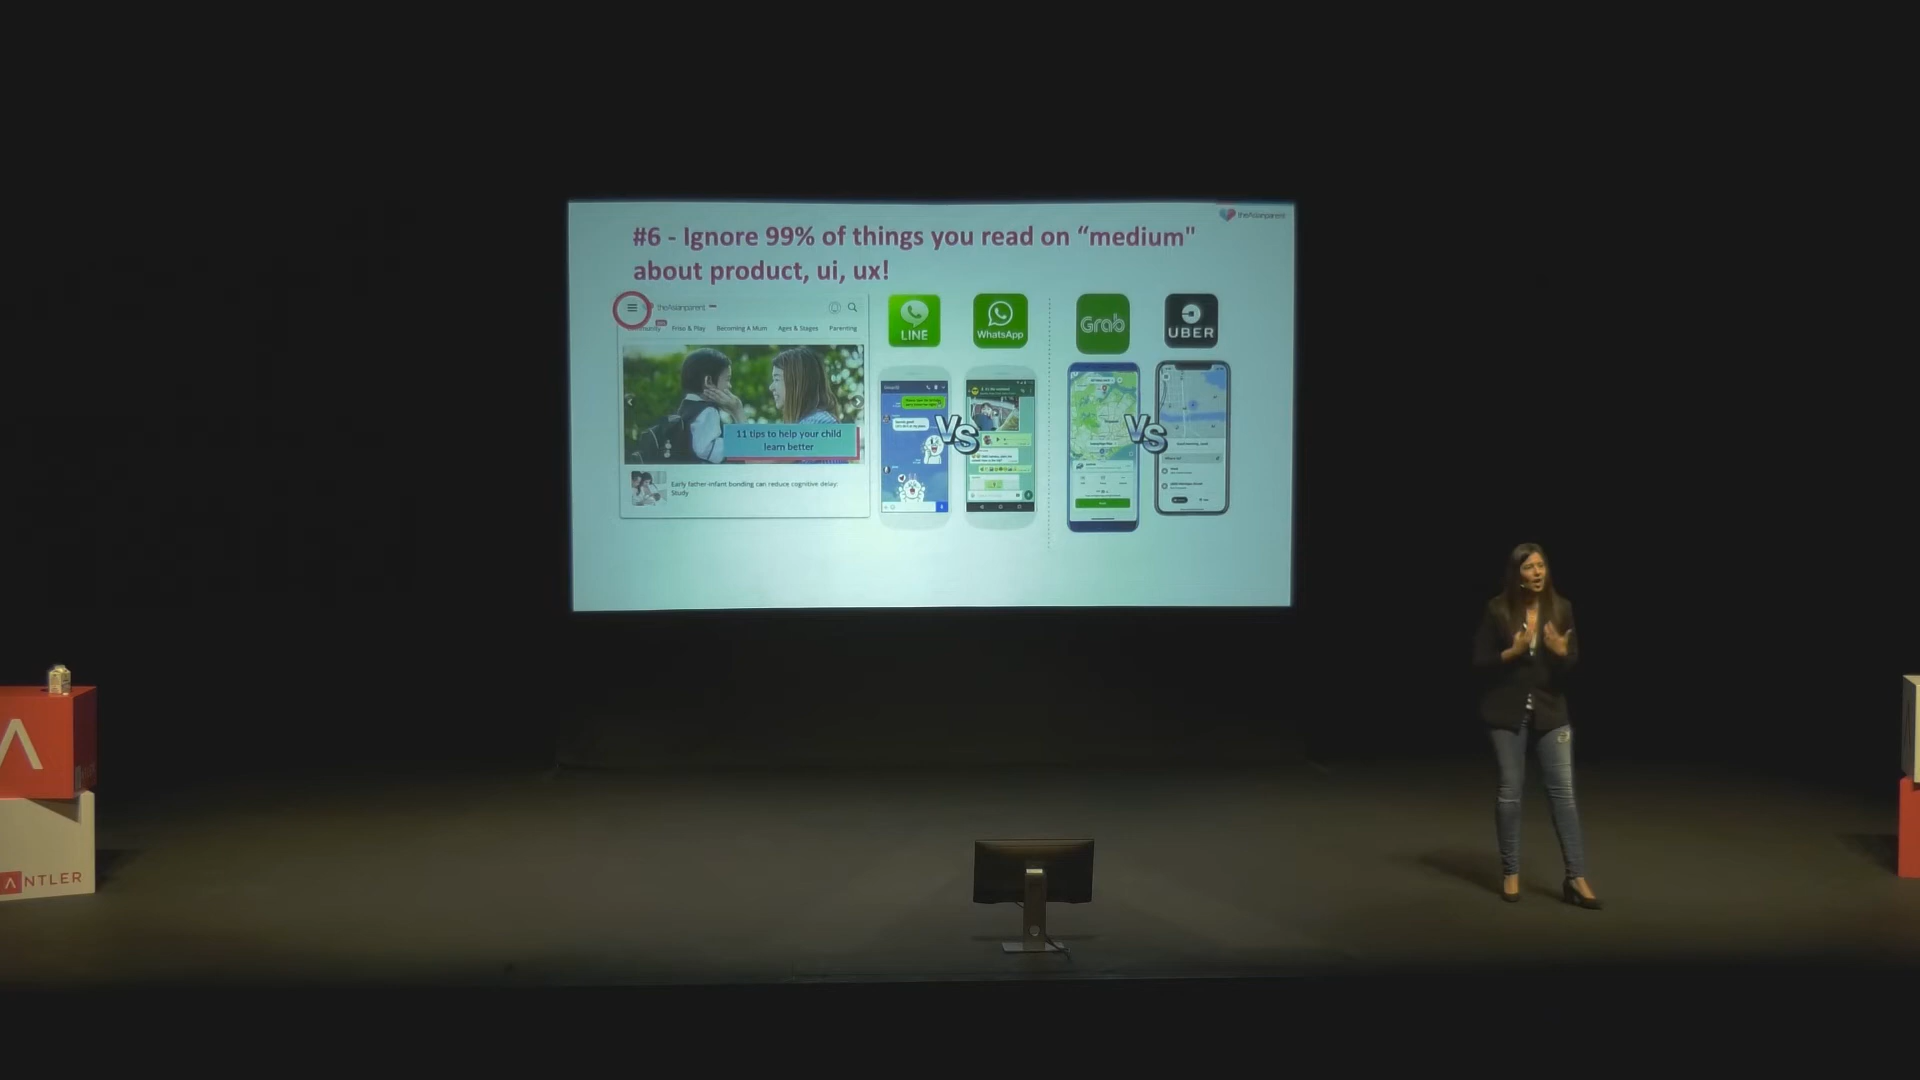 theAsianparent
#6 - Ignore 99% of things you read on “medium"
about product, ui, ux!
theAsianparent
Friso & Play Becoming A Mum Ages & Stages Parenting
11 tips to help your child
learn better
Early father-infant bonding can reduce cognitive delay:
Study
LINE
WhatsApp
VS
Grab
UBER
VS
ANTLER